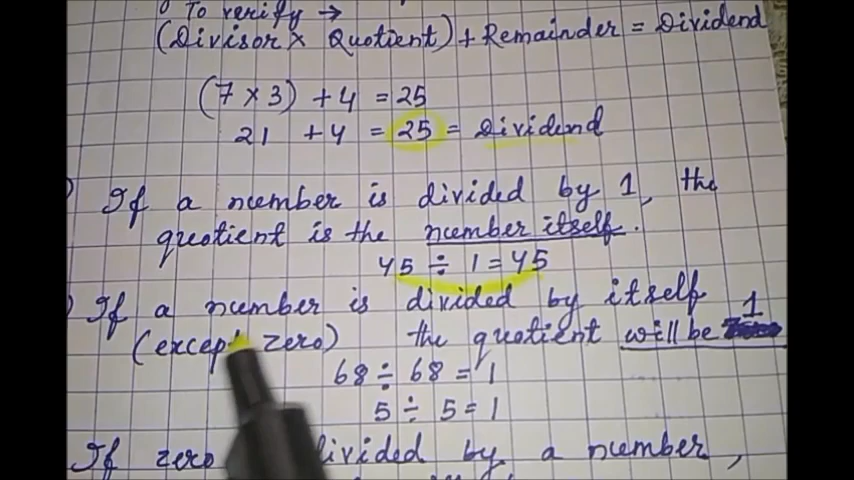 To verify →
(Divisor × Quotient) + Remainder = Dividend
(7 × 3) + 4 = 25
21 + 4 = 25 = Dividend
If a number is divided by 1, the
quotient is the number itself.
45 ÷ 1 = 45
If a number is divided by itself
(except zero) the quotient will be 1
68 ÷ 68 = 1
5 ÷ 5 = 1
If zero divided by a number,